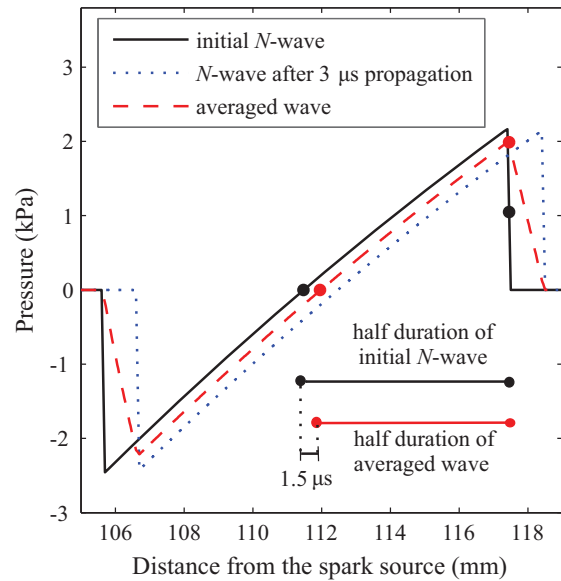 initial N-wave
N-wave after 3 μs propagation
averaged wave
Pressure (kPa)
3
2
1
0
-1
-2
-3
half duration of
initial N-wave
half duration of
averaged wave
1.5 μs
106 108 110 112 114 116 118
Distance from the spark source (mm)